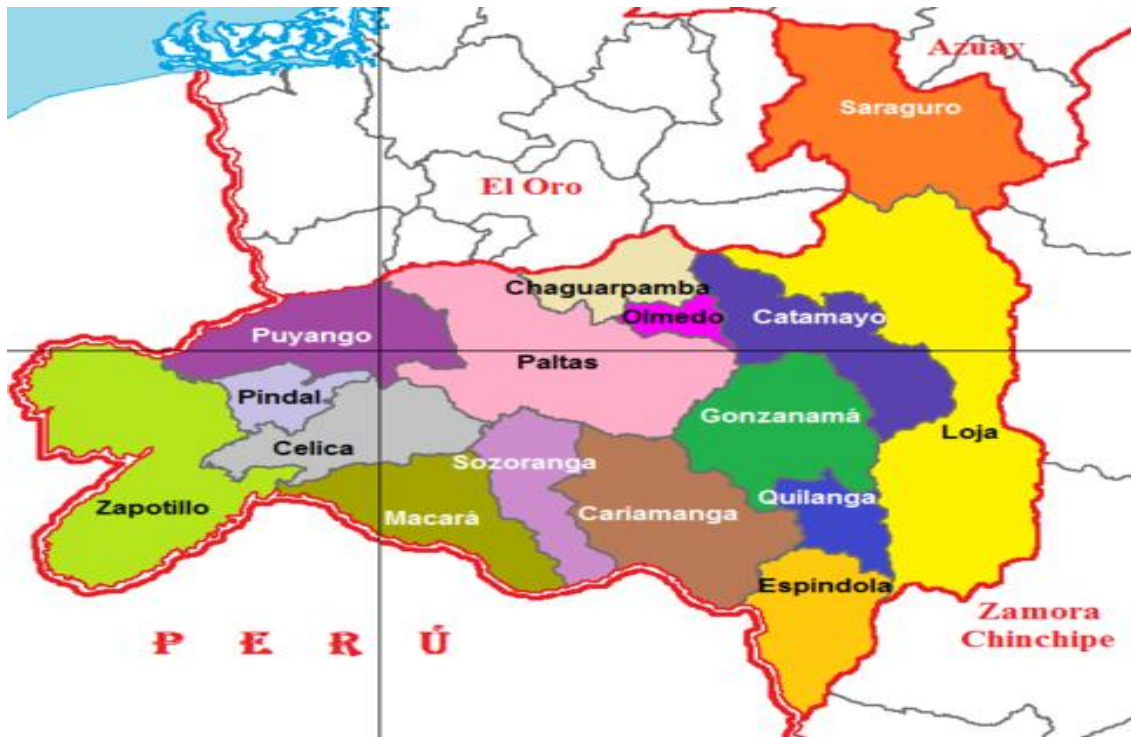 Azuay
Saraguro
El Oro
Chaguarpamba
Olmedo
Catamayo
Puyango
Paltas
Pindal
Gonzanamá
Celica
Loja
Sozoranga
Quilanga
Zapotillo
Macarà
Cariamanga
Espíndola
Zamora
Chinchipe
P E R Ú